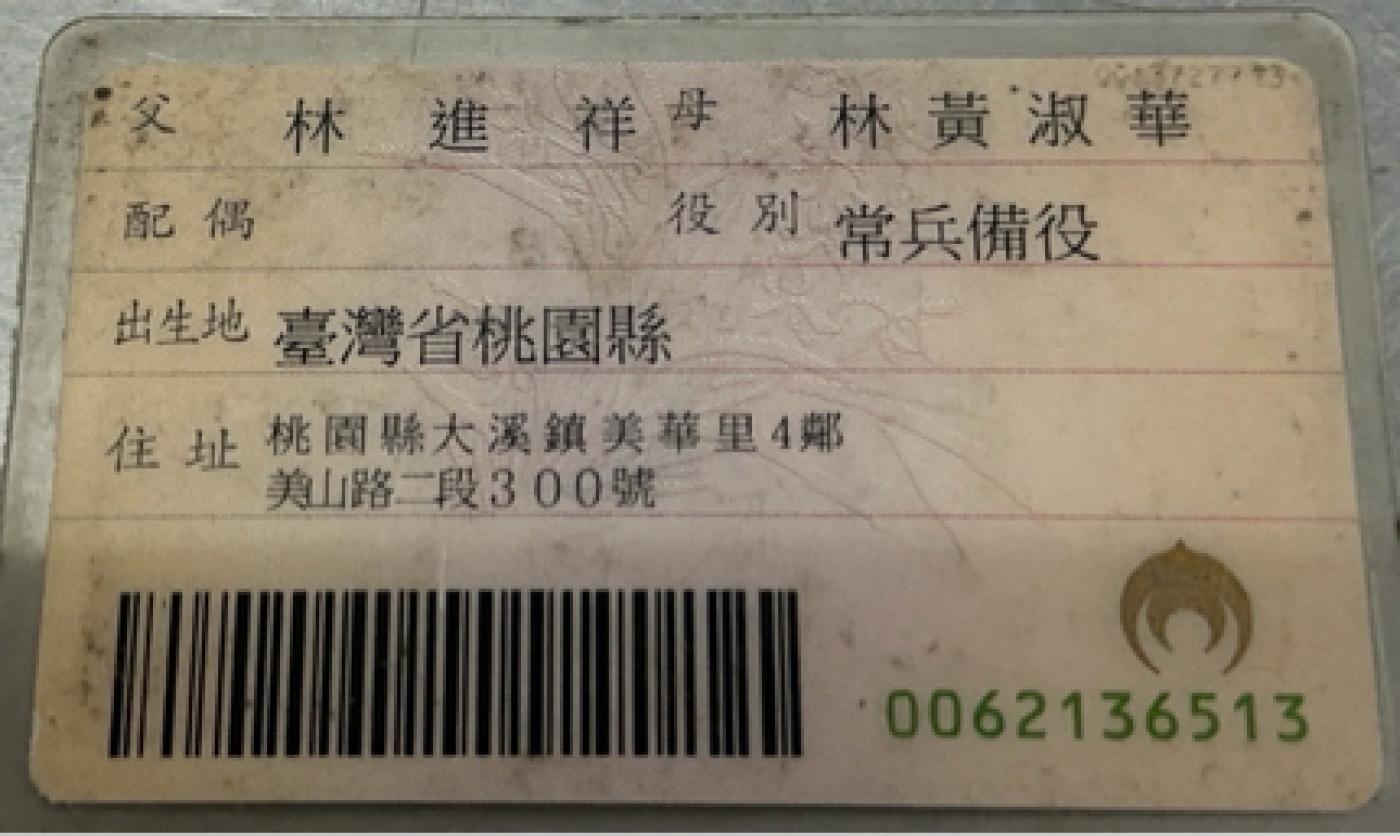 父 林進祥 母 林黃淑華
配偶 役別 常兵備役
出生地 臺灣省桃園縣
住址 桃園縣大溪鎮美華里4鄰
美山路二段300號
0062136513